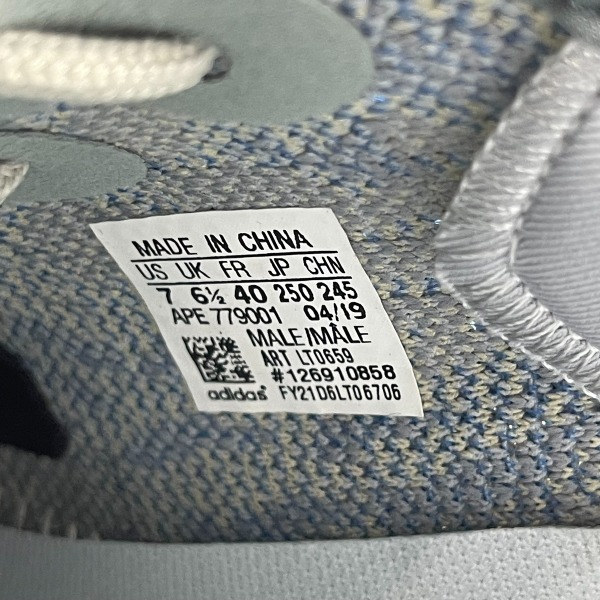 MADE IN CHINA
US UK FR JP CHN
7 6½ 40 250 245
APE 779001 04/19
MALE/MÂLE
ART LT0659
#126910858
adidas® FY21D6LT06706